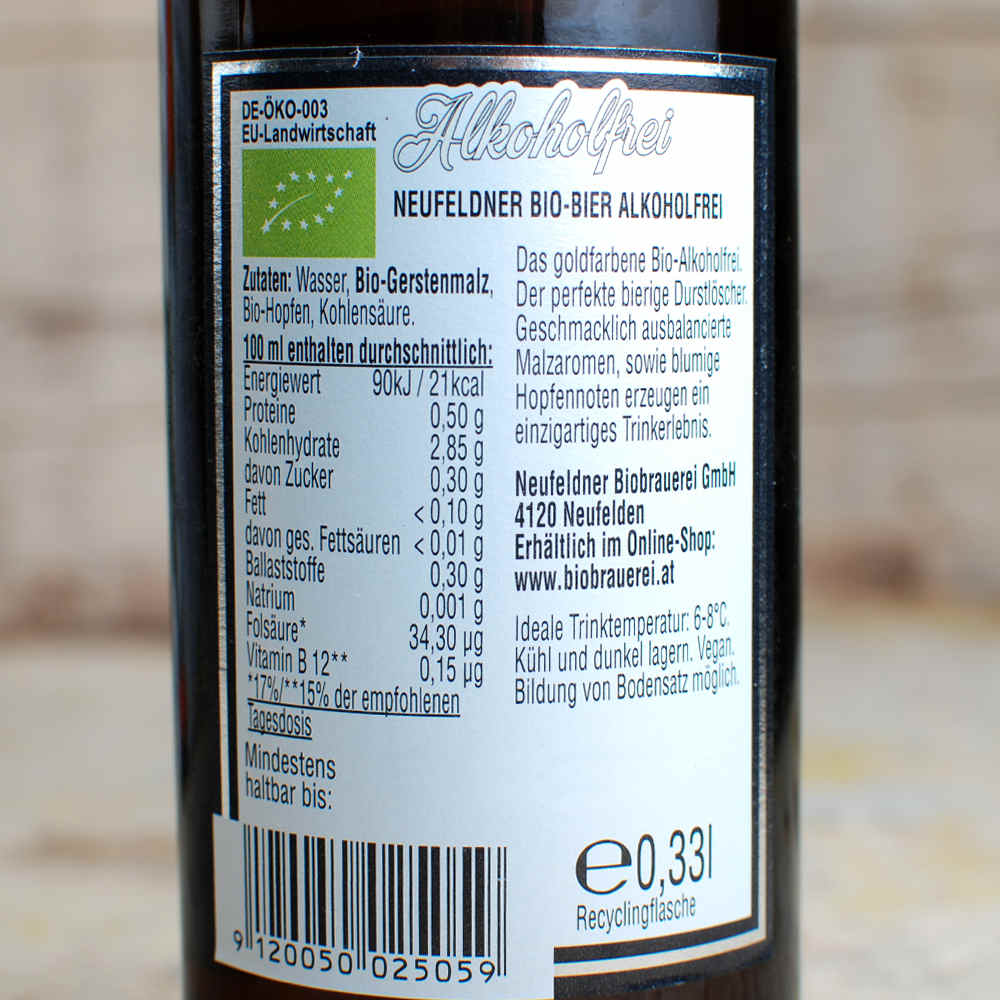 DE-ÖKO-003
EU-Landwirtschaft
Alkoholfrei
NEUFELDNER BIO-BIER ALKOHOLFREI
Zutaten: Wasser, Bio-Gerstenmalz,
Bio-Hopfen, Kohlensäure.
100 ml enthalten durchschnittlich:
Energiewert 90kJ / 21kcal
Proteine 0,50 g
Kohlenhydrate 2,85 g
davon Zucker 0,30 g
Fett < 0,10 g
davon ges. Fettsäuren < 0,01 g
Ballaststoffe 0,30 g
Natrium 0,001 g
Folsäure* 34,30 µg
Vitamin B 12** 0,15 µg
*17%/**15% der empfohlenen
Tagesdosis
Mindestens
haltbar bis:
9 120050 025059
Das goldfarbene Bio-Alkoholfrei.
Der perfekte bierige Durstlöscher.
Geschmacklich ausbalancierte
Malzaromen, sowie blumige
Hopfennoten erzeugen ein
einzigartiges Trinkerlebnis.
Neufeldner Biobrauerei GmbH
4120 Neufelden
Erhältlich im Online-Shop:
www.biobrauerei.at
Ideale Trinktemperatur: 6-8°C.
Kühl und dunkel lagern. Vegan.
Bildung von Bodensatz möglich.
e 0,33l
Recyclingflasche